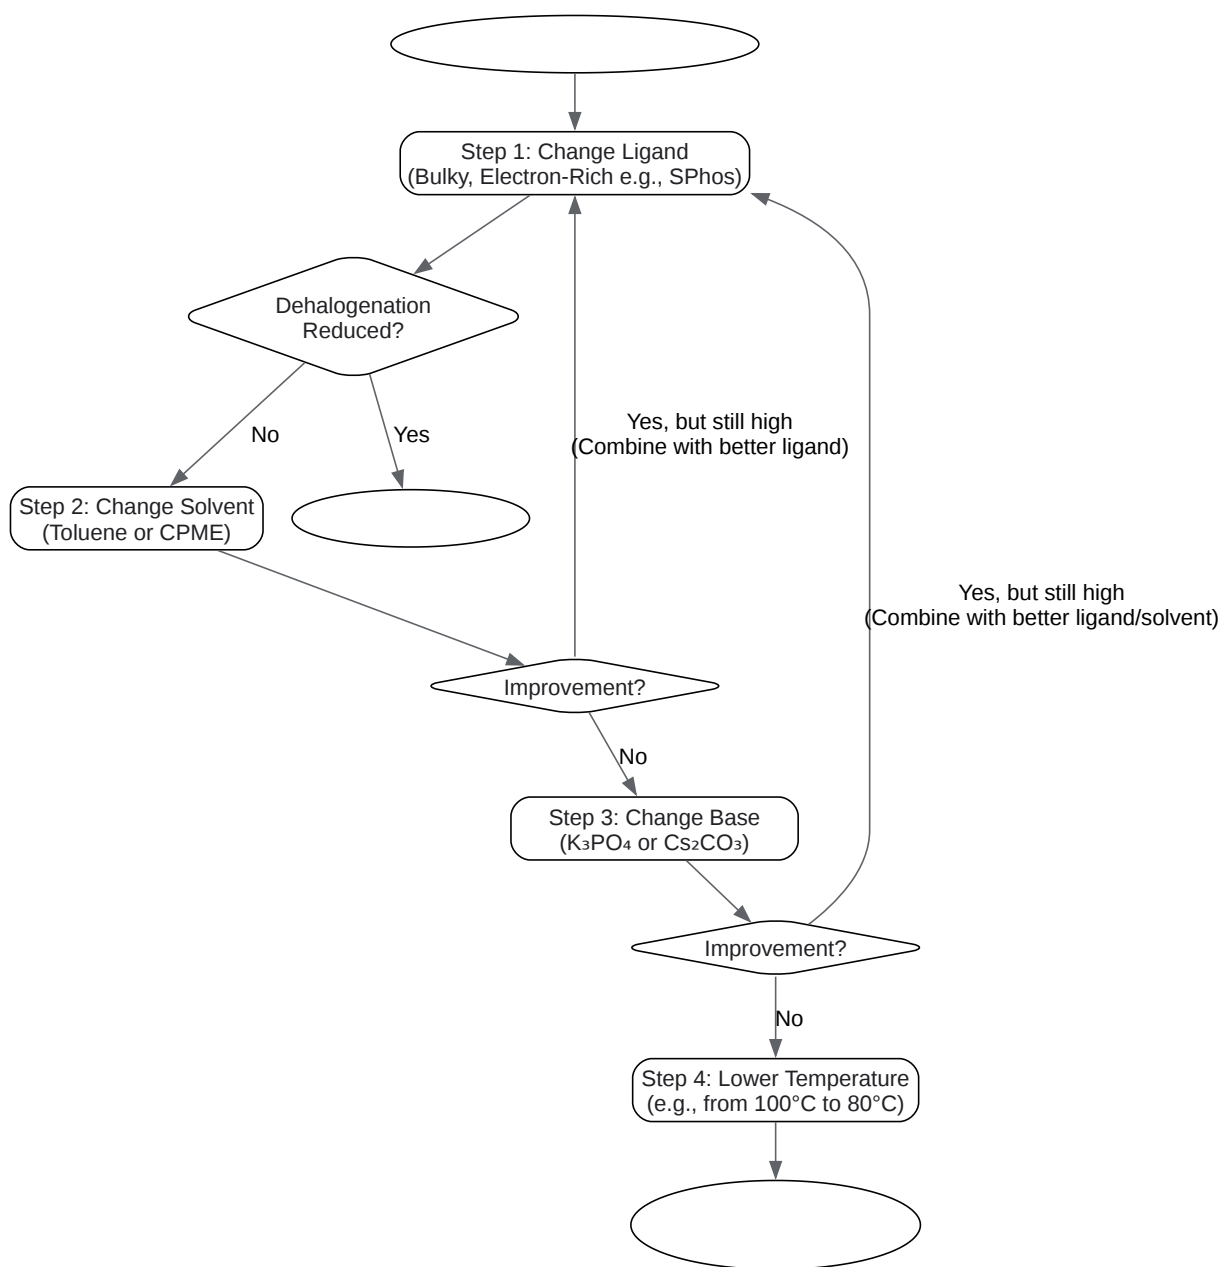 Step 1: Change Ligand
(Bulky, Electron-Rich e.g., SPhos)
Dehalogenation
Reduced?
Yes, but still high
(Combine with better ligand)
No
Yes
Step 2: Change Solvent
(Toluene or CPME)
Yes, but still high
(Combine with better ligand/solvent)
Improvement?
No
Step 3: Change Base
(K₃PO₄ or Cs₂CO₃)
Improvement?
No
Step 4: Lower Temperature
(e.g., from 100°C to 80°C)